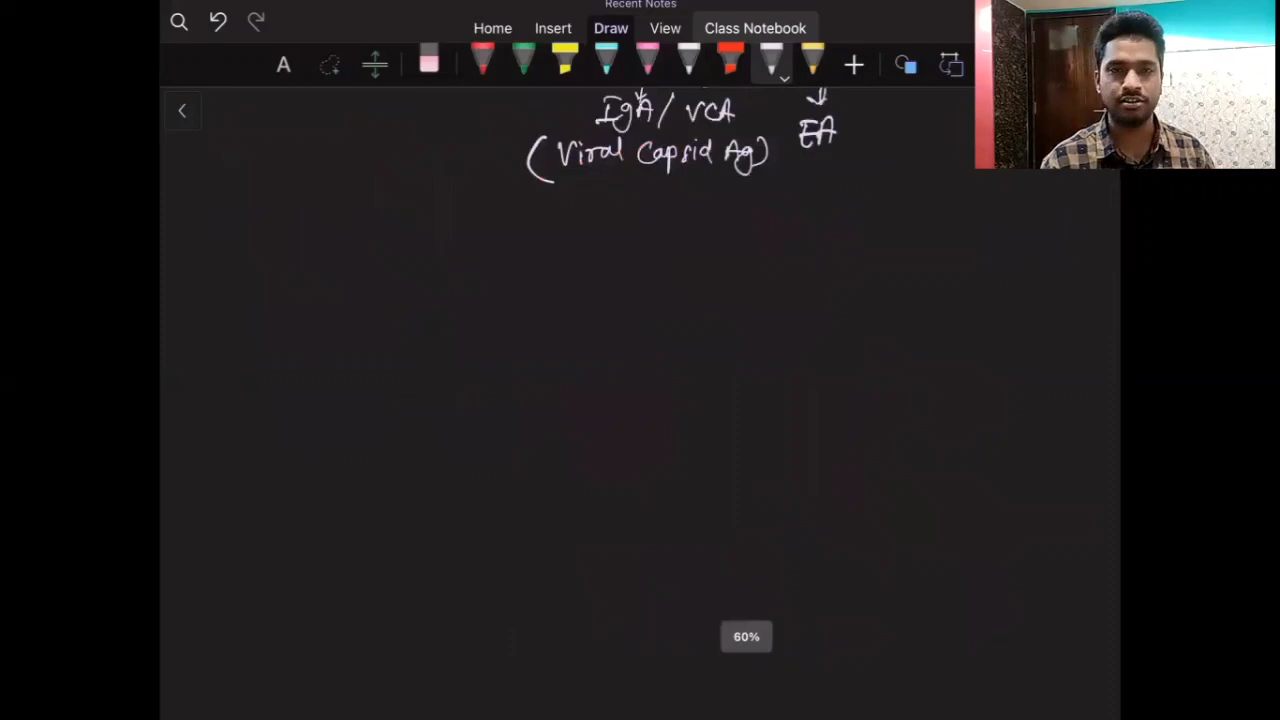 Recent Notes
Home Insert Draw View Class Notebook
A
IgA / VCA
EA
(Viral Capsid Ag)
60%